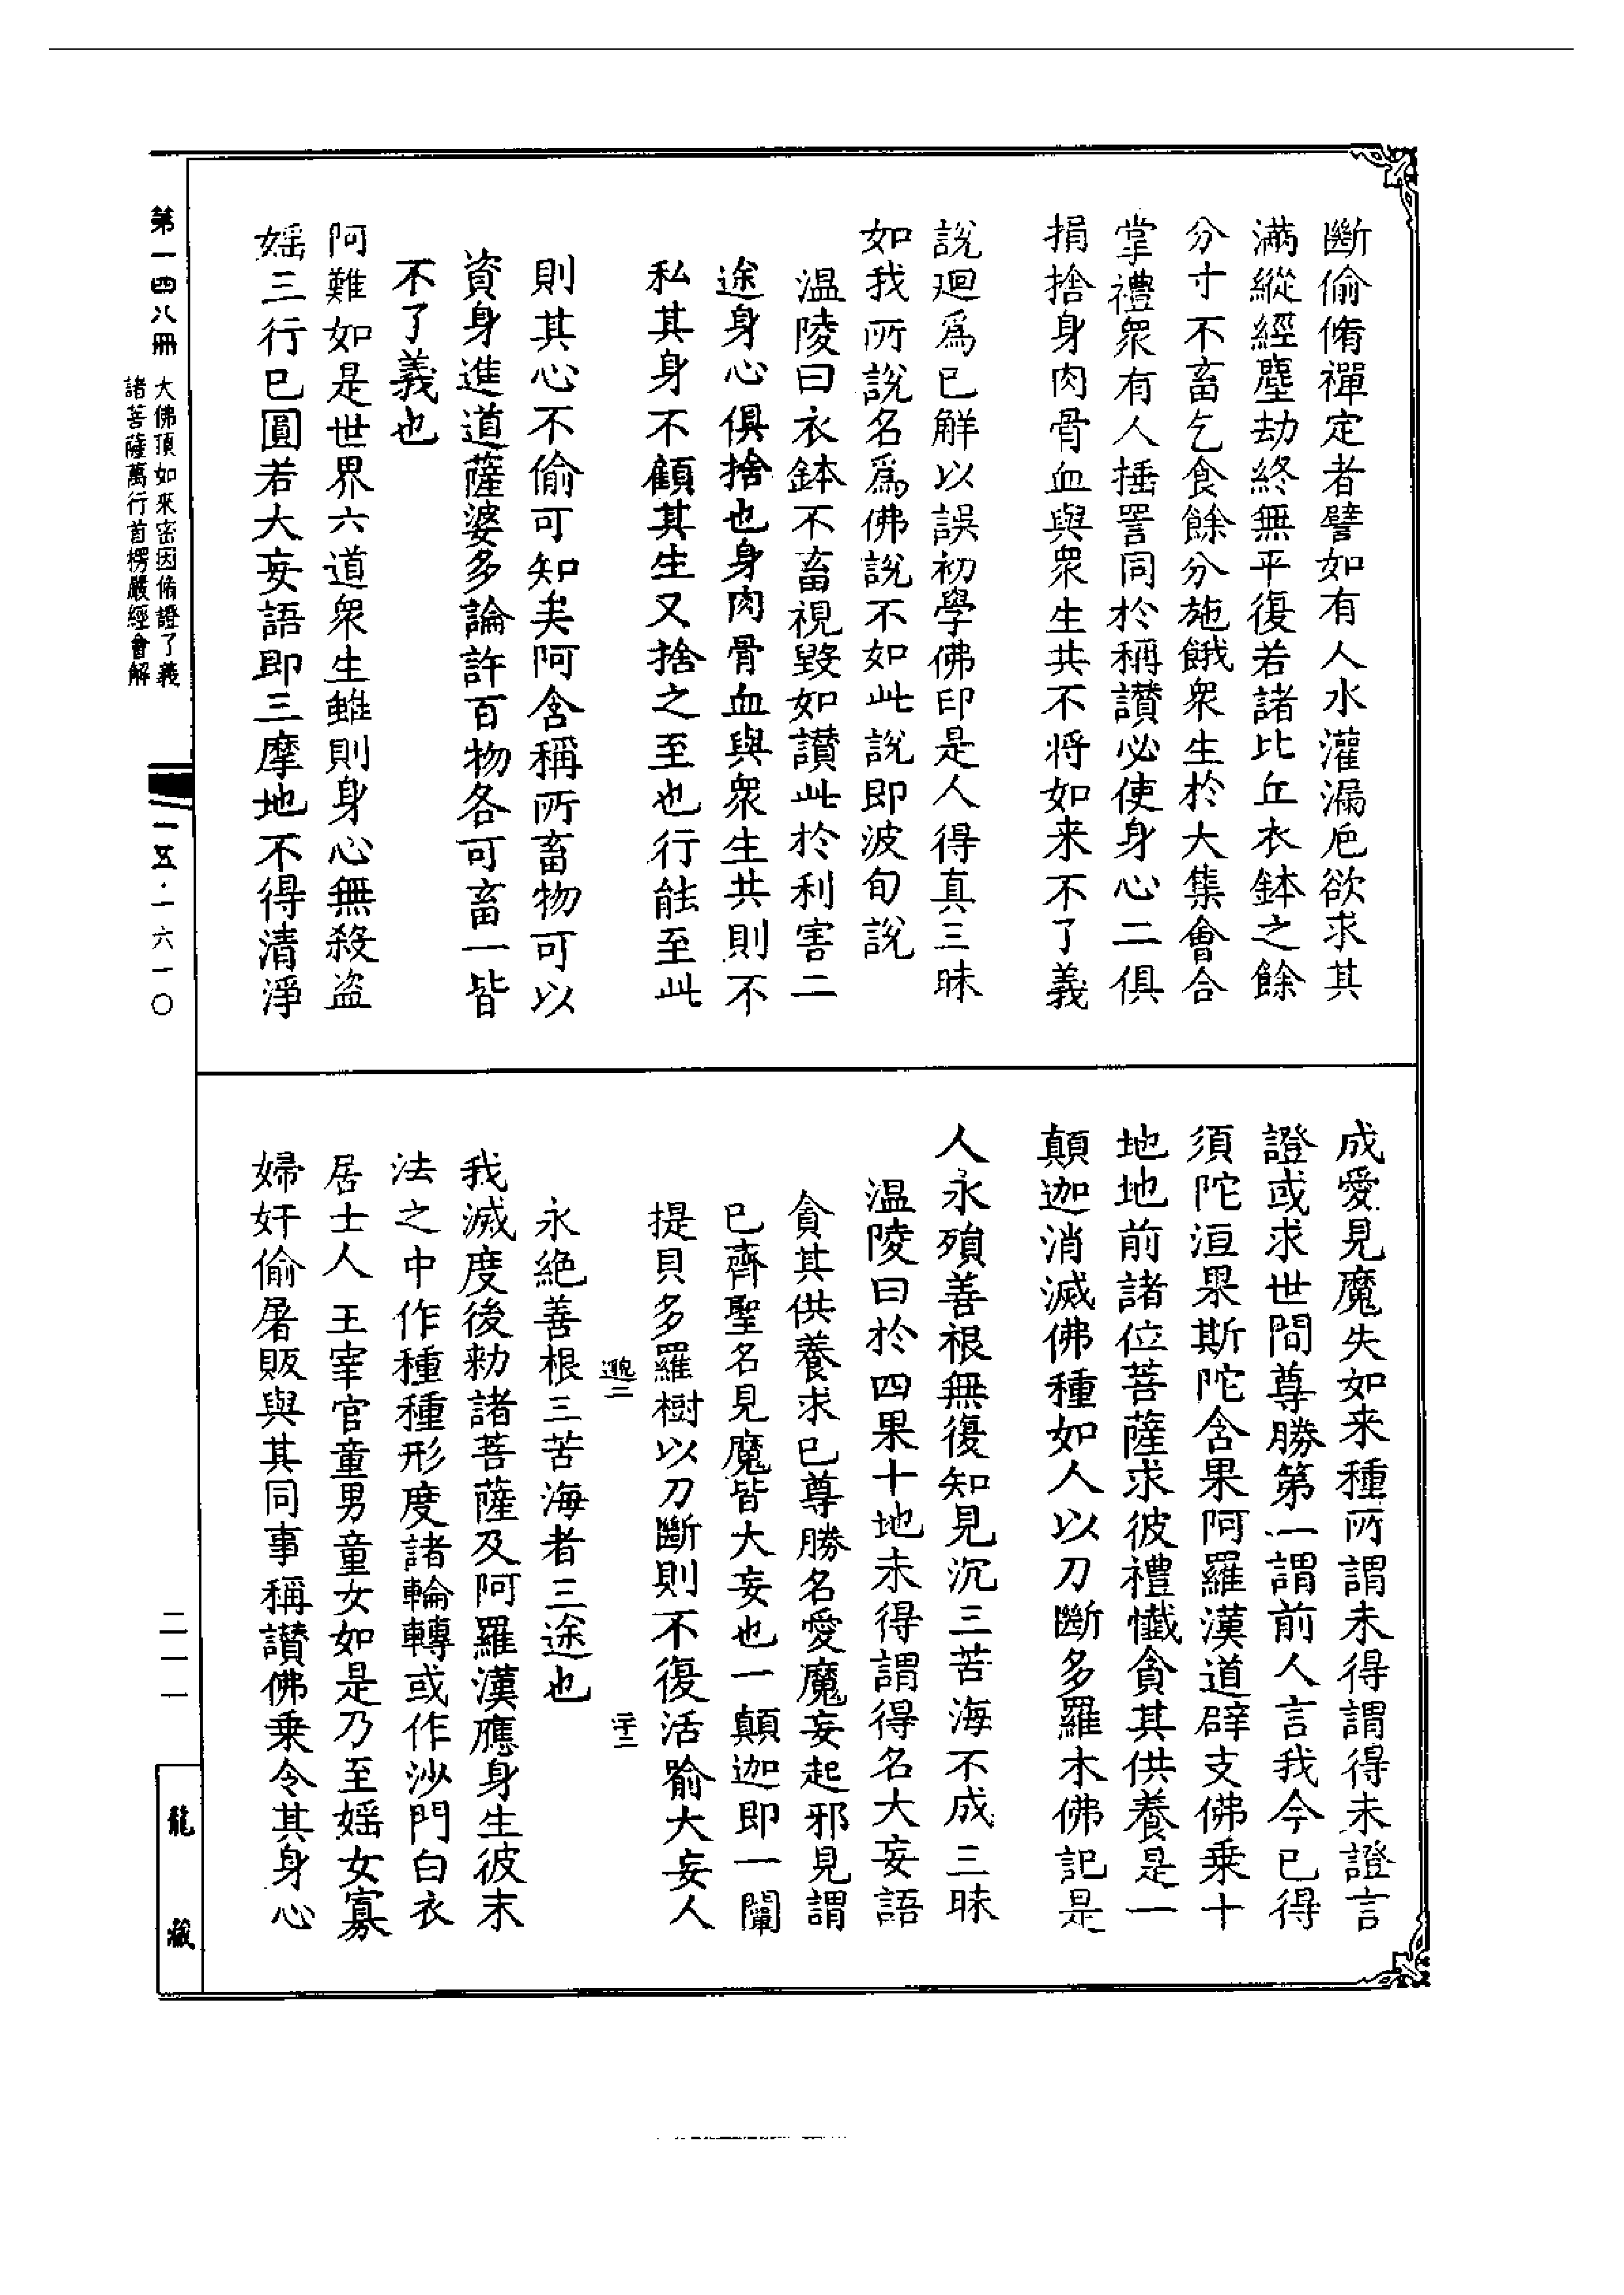 斷偷脩禪定者譬如有人水灌漏巵欲求其
滿縱經塵劫終無平復若諸比丘衣鉢之餘
分寸不畜乞食餘分施餓衆生於大集會合
掌禮衆有人捶詈同於稱讚必使身心二俱
捐捨身肉骨血與衆生共不將如來不了義
說迴爲已解以誤初學佛印是人得真三昧
如我所說名爲佛說不如此說即波旬說
温陵曰衣鉢不畜視毀如讚此於利害二
途身心俱捨也身肉骨血與衆生共則不
私其身不顧其生又捨之至也行能至此
則其心不偷可知矣阿含稱所畜物可以
資身進道薩婆多論許百物各可畜一皆
不了義也
阿難如是世界六道衆生雖則身心無殺盜
婬三行已圓若大妄語即三摩地不得清淨
成愛見魔失如来種所謂未得謂得未證言
證或求世間尊勝第一謂前人言我今已得
須陀洹果斯陀含果阿羅漢道辟支佛乗十
地地前諸位菩薩求彼禮懺貪其供養是一
顛迦消滅佛種如人以刀斷多羅木佛記是
人永殞善根無復知見沉三苦海不成三昧
温陵曰於四果十地未得謂得名大妄語
貪其供養求已尊勝名愛魔妄起邪見謂
已齊聖名見魔皆大妄也一顛迦即一闡
提貝多羅樹以刀斷則不復活喻大妄人
永絶善根三苦海者三途也
我滅度後勑諸菩薩及阿羅漢應身生彼末
法之中作種種形度諸輪轉或作沙門白衣
居士人王宰官童男童女如是乃至婬女寡
婦奸偷屠販與其同事稱讃佛乗令其身心
第一四八冊
大佛頂如來密因脩證了義
諸菩薩萬行首楞嚴經會解
一五·一六一〇
二一一
龍藏